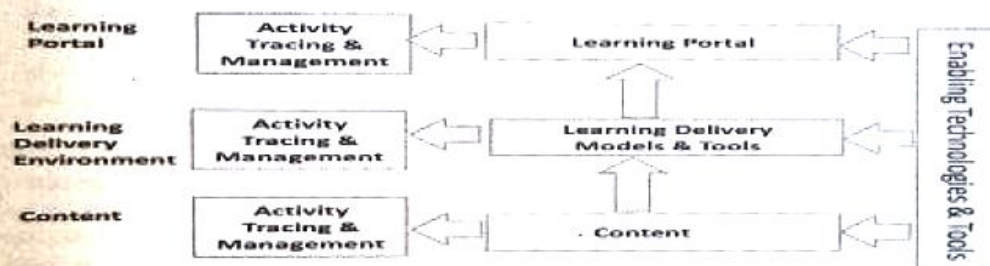 Learning
Portal
Activity
Tracing &
Management
Learning Portal
Learning
Delivery
Environment
Activity
Tracing &
Management
Learning Delivery
Models & Tools
Content
Activity
Tracing &
Management
Content
Enabling Technologies & Tools